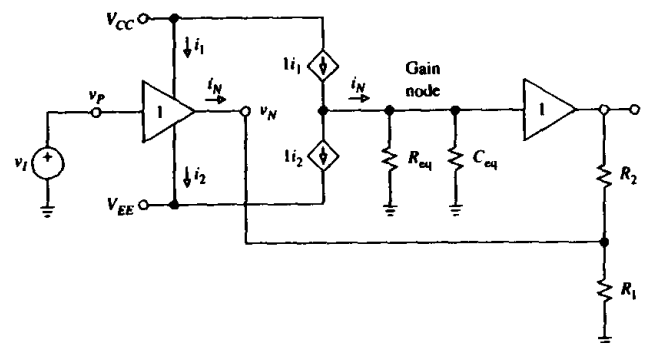 V_CC
i_1
1i_1
v_P
1
i_N
v_N
i_N
Gain
node
1
v_I
+
i_2
1i_2
R_eq
C_eq
R_2
V_EE
R_1